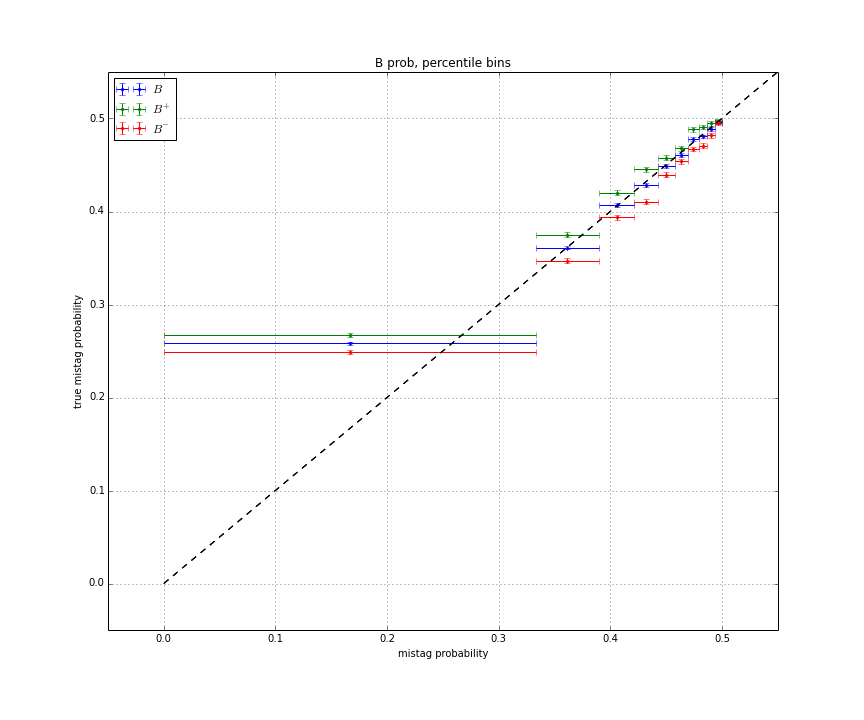 B prob, percentile bins
B
B⁺
B⁻
true mistag probability
0.5
0.4
0.3
0.2
0.1
0.0
0.0 0.1 0.2 0.3 0.4 0.5
mistag probability